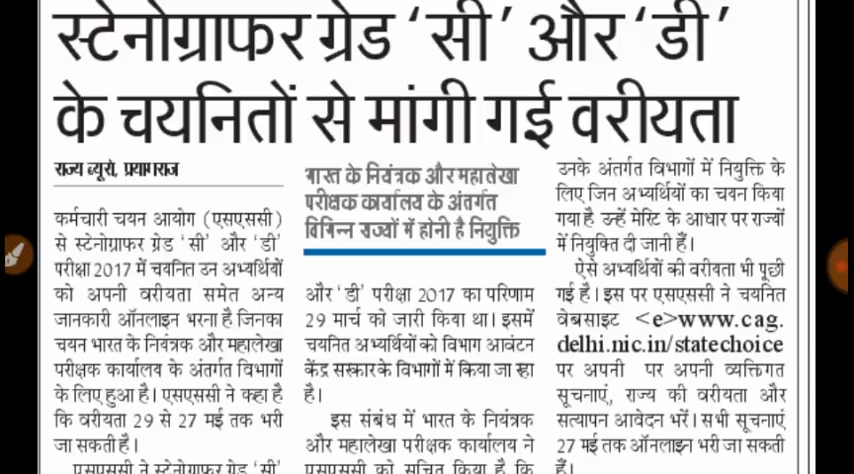 स्टेनोग्राफर ग्रेड ‘सी’ और ‘डी’
के चयनितों से मांगी गई वरीयता
राज्य ब्यूरो, प्रयागराज
कर्मचारी चयन आयोग (एसएससी)
से स्टेनोग्राफर ग्रेड ‘सी’ और ‘डी’
परीक्षा 2017 में चयनित उन अभ्यर्थियों
को अपनी वरीयता समेत अन्य
जानकारी ऑनलाइन भरना है जिनका
चयन भारत के नियंत्रक और महालेखा
परीक्षक कार्यालय के अंतर्गत विभागों
के लिए हुआ है। एसएससी ने कहा है
कि वरीयता 29 से 27 मई तक भरी
जा सकती है।
एसएससी ने स्टेनोग्राफर ग्रेड ‘सी’
भारत के नियंत्रक और महालेखा
परीक्षक कार्यालय के अंतर्गत
विभिन्न राज्यों में होनी है नियुक्ति
और ‘डी’ परीक्षा 2017 का परिणाम
29 मार्च को जारी किया था। इसमें
चयनित अभ्यर्थियों को विभाग आवंटन
केंद्र सरकार के विभागों में किया जा रहा
है।
इस संबंध में भारत के नियंत्रक
और महालेखा परीक्षक कार्यालय ने
एसएससी को सूचित किया है कि
उनके अंतर्गत विभागों में नियुक्ति के
लिए जिन अभ्यर्थियों का चयन किया
गया है उन्हें मेरिट के आधार पर राज्यों
में नियुक्ति दी जानी हैं।
ऐसे अभ्यर्थियों की वरीयता भी पूछी
गई है। इस पर एसएससी ने चयनित
वेबसाइट <e>www.cag.
delhi.nic.in/statechoice
पर अपनी पर अपनी व्यक्तिगत
सूचनाएं, राज्य की वरीयता और
सत्यापन आवेदन भरें। सभी सूचनाएं
27 मई तक ऑनलाइन भरी जा सकती
हैं।